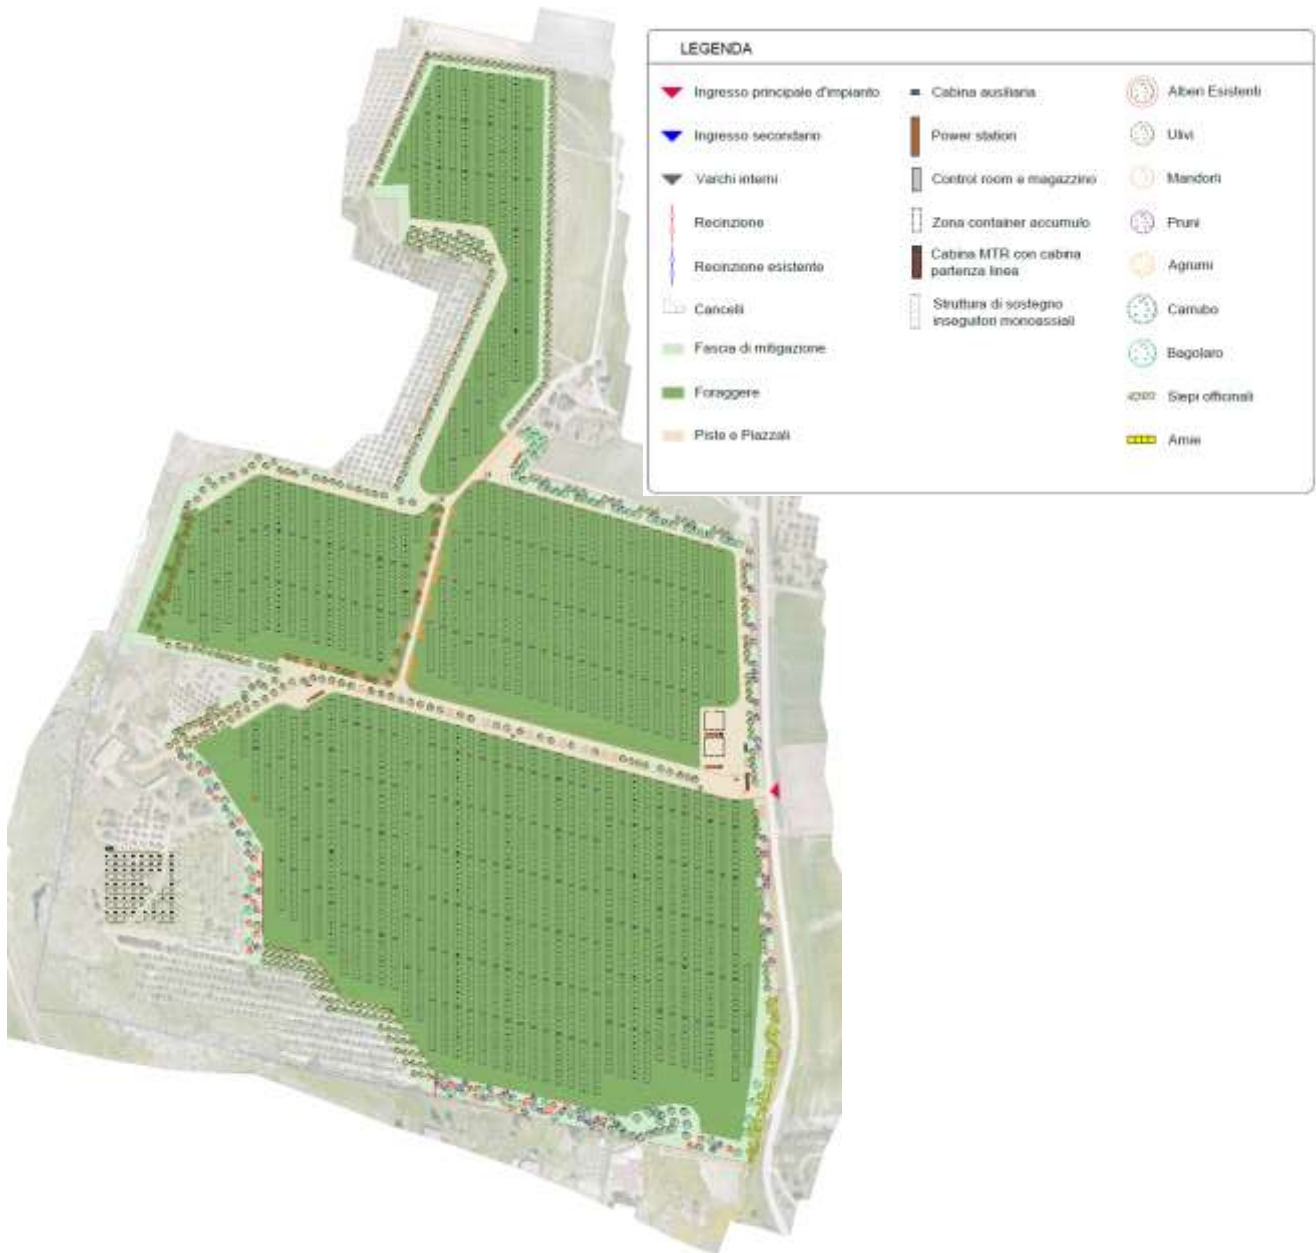 LEGENDA
Ingresso principale d'impianto
Ingresso secondario
Varchi interni
Recinzione
Recinzione esistente
Cancelli
Fascia di mitigazione
Foraggere
Piste e Piazzali
Cabina ausiliaria
Power station
Control room e magazzino
Zona container accumulo
Cabina MTR con cabina
partenza linea
Struttura di sostegno
inseguitori monoassiali
Alberi Esistenti
Ulivi
Mandorli
Pruni
Agrumi
Carrubo
Bagolaro
Siepi officinali
Arnie